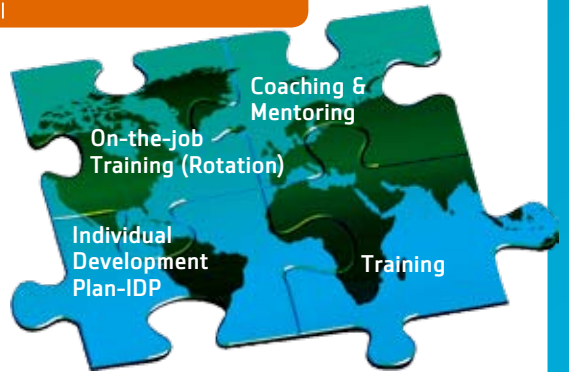 Coaching &
Mentoring
On-the-job
Training (Rotation)
Individual
Development
Plan-IDP
Training